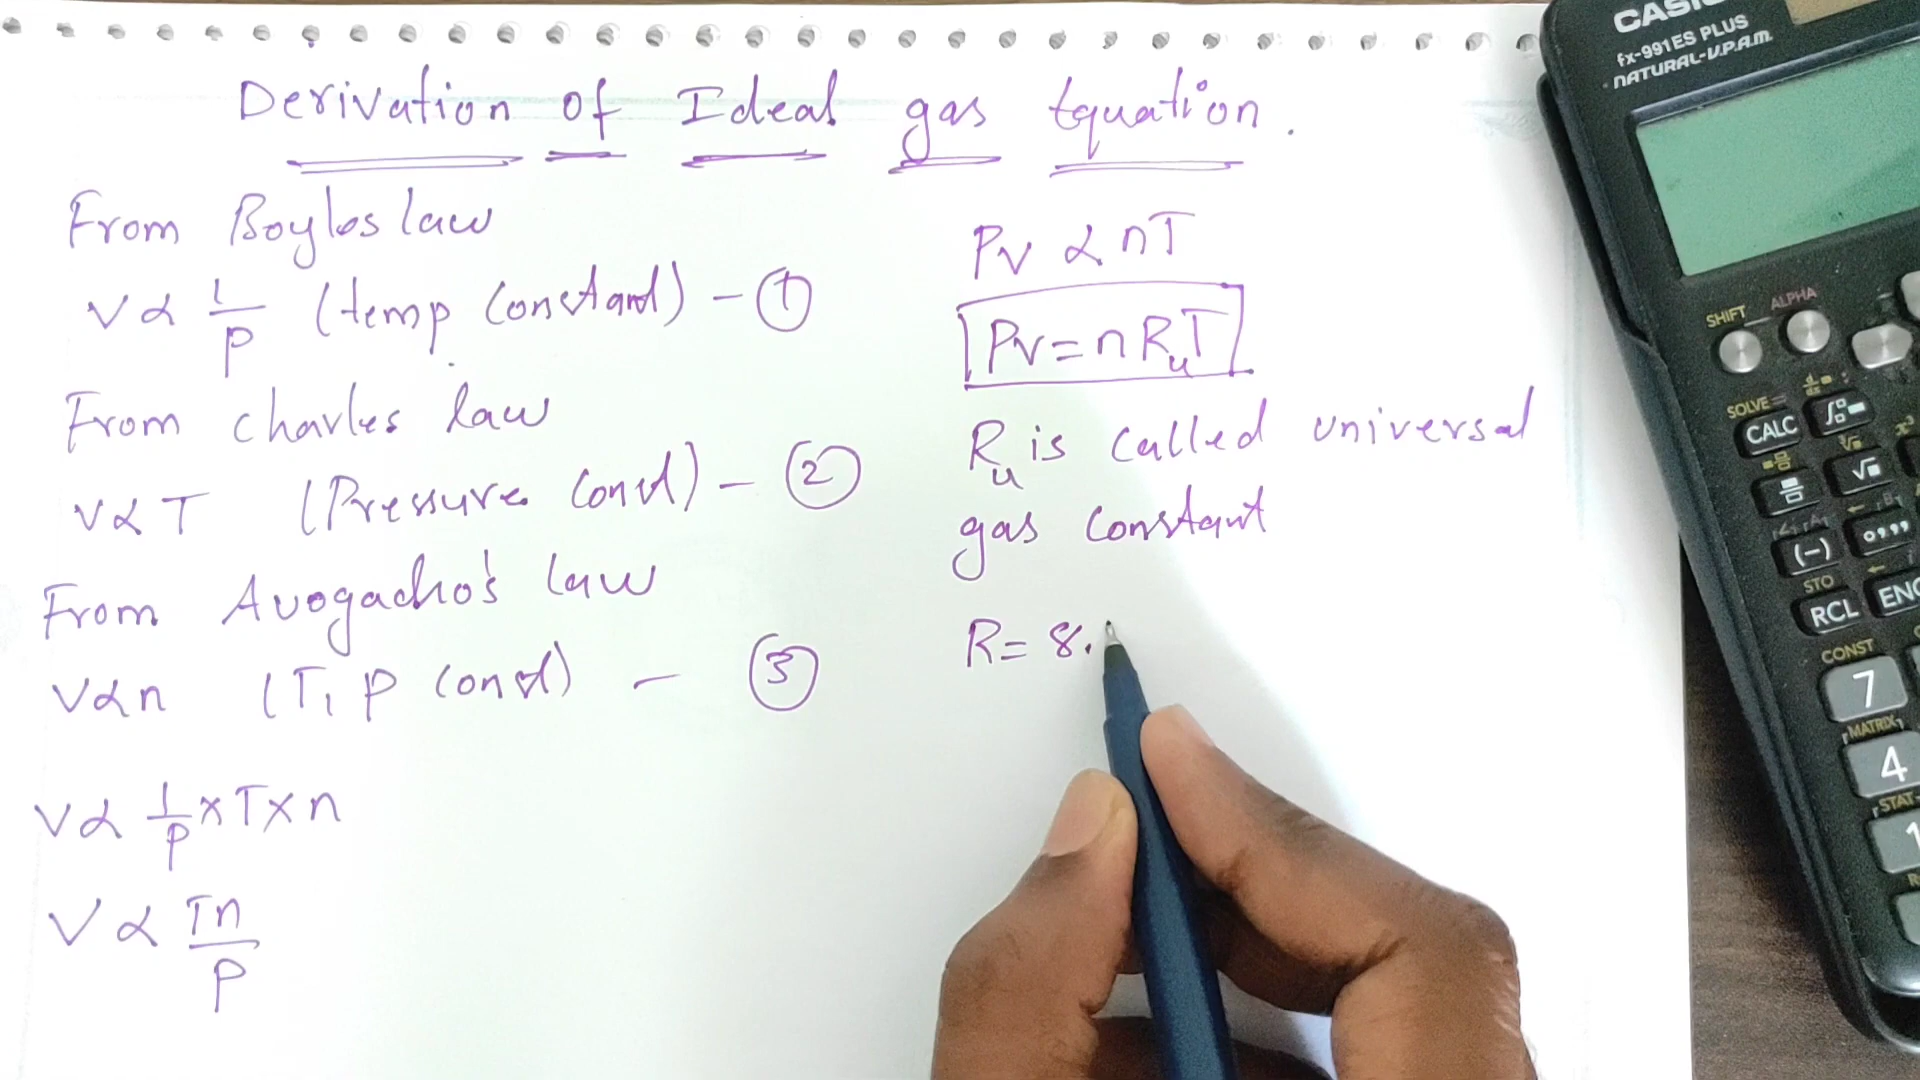 Derivation of Ideal gas Equation.
From Boyles law
V ∝ 1/P (temp constant) - ①
From charles law
V ∝ T (Pressure const) - ②
From Avogadro's law
V ∝ n (T, P const) - ③
V ∝ 1/P × T × n
V ∝ Tn/P
PV ∝ nT
PV = nRuT
Ru is called universal
gas constant
R = 8.
CASIO
fx-991ES PLUS
NATURAL-V.P.A.M.
SHIFT ALPHA
SOLVE =
CALC
STO
RCL ENG
CONST
7
MATRIX
4
STAT
1